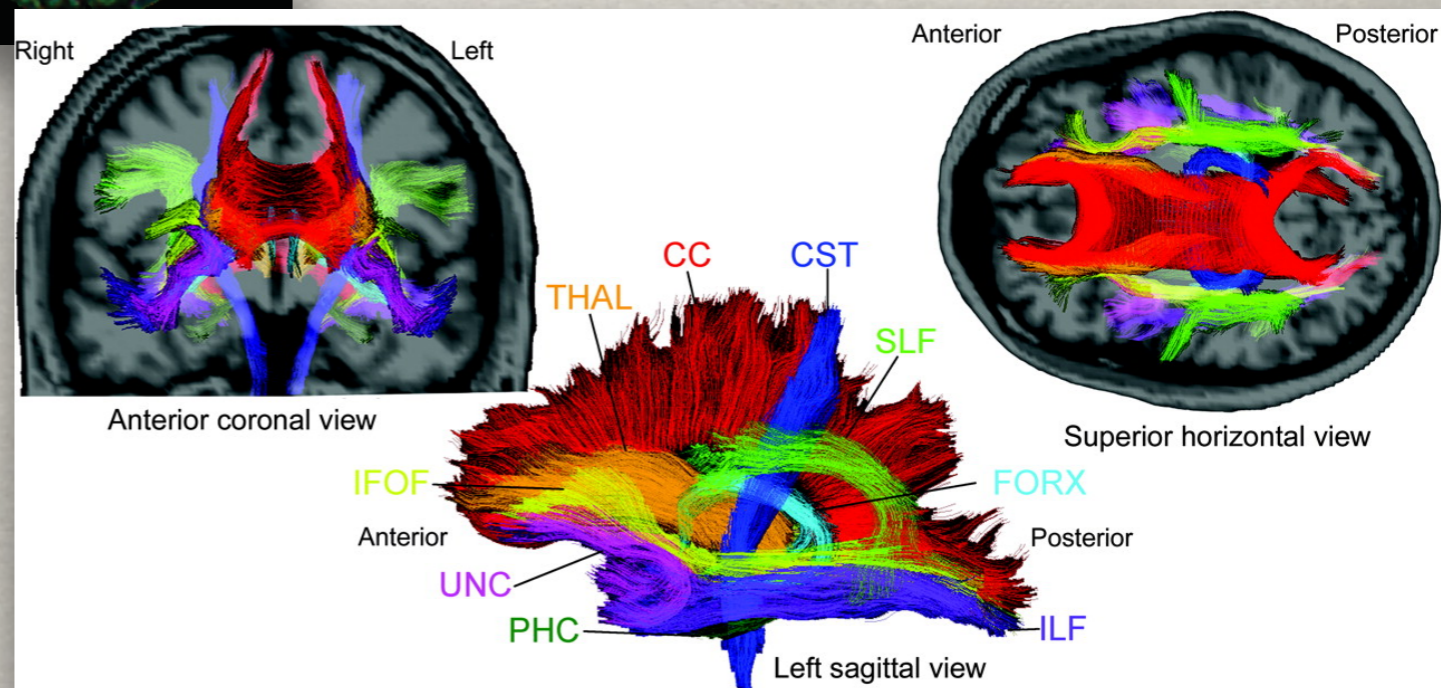 Right
Left
Anterior coronal view
Anterior
Posterior
Superior horizontal view
CC
CST
THAL
SLF
IFOF
FORX
Anterior
Posterior
UNC
PHC
ILF
Left sagittal view